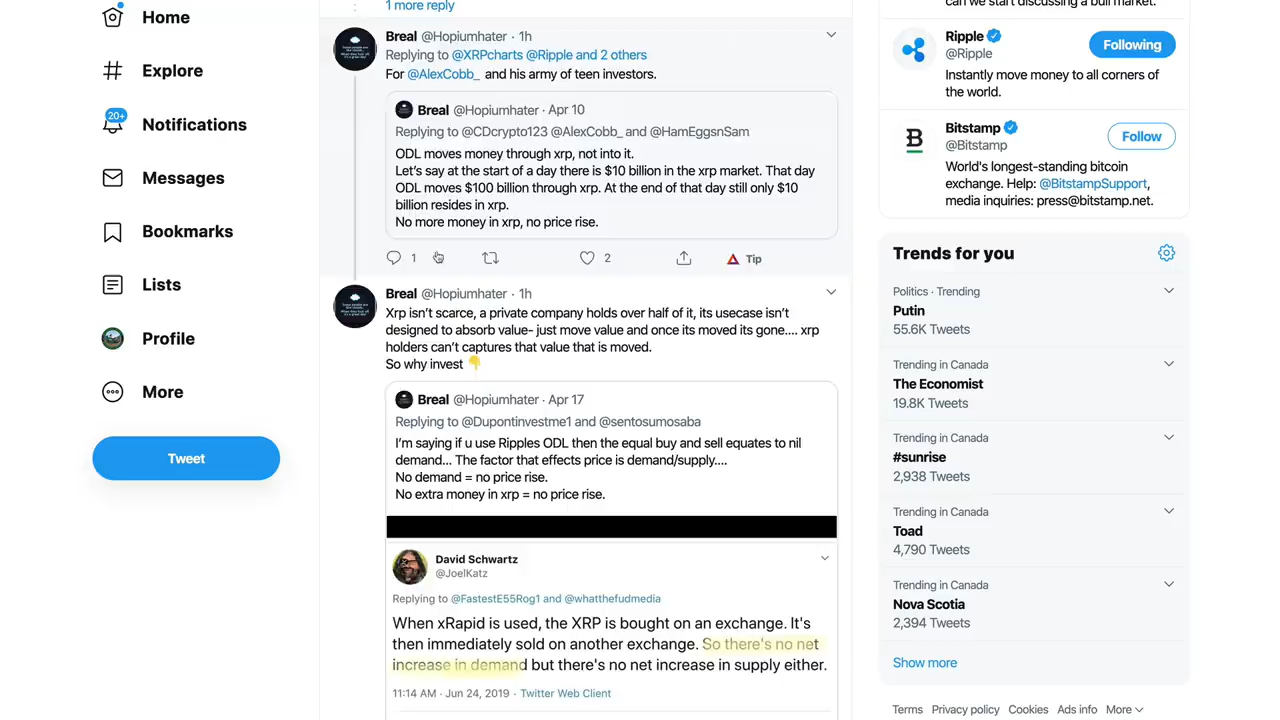 Home
Explore
20+
Notifications
Messages
Bookmarks
Lists
Profile
More
Tweet
1 more reply
Breal @Hopiumhater · 1h
Replying to @XRPcharts @Ripple and 2 others
For @AlexCobb_ and his army of teen investors.
Breal @Hopiumhater · Apr 10
Replying to @CDcrypto123 @AlexCobb_ and @HamEggsnSam
ODL moves money through xrp, not into it.
Let's say at the start of a day there is $10 billion in the xrp market. That day
ODL moves $100 billion through xrp. At the end of that day still only $10
billion resides in xrp.
No more money in xrp, no price rise.
1
2
Tip
Breal @Hopiumhater · 1h
Xrp isn't scarce, a private company holds over half of it, its usecase isn't
designed to absorb value- just move value and once its moved its gone.... xrp
holders can't captures that value that is moved.
So why invest 👇
Breal @Hopiumhater · Apr 17
Replying to @Dupontinvestme1 and @sentosumosaba
I'm saying if u use Ripples ODL then the equal buy and sell equates to nil
demand... The factor that effects price is demand/supply....
No demand = no price rise.
No extra money in xrp = no price rise.
David Schwartz
@JoelKatz
Replying to @FastestE55Rog1 and @whatthefudmedia
When xRapid is used, the XRP is bought on an exchange. It's
then immediately sold on another exchange. So there's no net
increase in demand but there's no net increase in supply either.
11:14 AM · Jun 24, 2019 · Twitter Web Client
can we start discussing a bull market.
Ripple
@Ripple
Following
Instantly move money to all corners of
the world.
B
Bitstamp
@Bitstamp
Follow
World's longest-standing bitcoin
exchange. Help: @BitstampSupport,
media inquiries: press@bitstamp.net.
Trends for you
Politics · Trending
Putin
55.6K Tweets
Trending in Canada
The Economist
19.8K Tweets
Trending in Canada
#sunrise
2,938 Tweets
Trending in Canada
Toad
4,790 Tweets
Trending in Canada
Nova Scotia
2,394 Tweets
Show more
Terms Privacy policy Cookies Ads info More